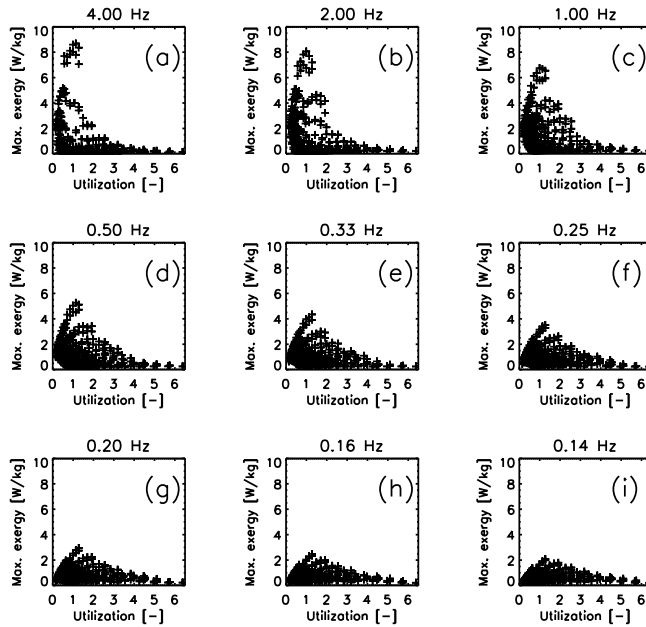 4.00 Hz
2.00 Hz
1.00 Hz
Max. exergy [W/kg]
10
8
6
4
2
0
(a)
0 1 2 3 4 5 6
Utilization [-]
Max. exergy [W/kg]
10
8
6
4
2
0
(b)
0 1 2 3 4 5 6
Utilization [-]
Max. exergy [W/kg]
10
8
6
4
2
0
(c)
0 1 2 3 4 5 6
Utilization [-]
0.50 Hz
0.33 Hz
0.25 Hz
Max. exergy [W/kg]
10
8
6
4
2
0
(d)
0 1 2 3 4 5 6
Utilization [-]
Max. exergy [W/kg]
10
8
6
4
2
0
(e)
0 1 2 3 4 5 6
Utilization [-]
Max. exergy [W/kg]
10
8
6
4
2
0
(f)
0 1 2 3 4 5 6
Utilization [-]
0.20 Hz
0.16 Hz
0.14 Hz
Max. exergy [W/kg]
10
8
6
4
2
0
(g)
0 1 2 3 4 5 6
Utilization [-]
Max. exergy [W/kg]
10
8
6
4
2
0
(h)
0 1 2 3 4 5 6
Utilization [-]
Max. exergy [W/kg]
10
8
6
4
2
0
(i)
0 1 2 3 4 5 6
Utilization [-]